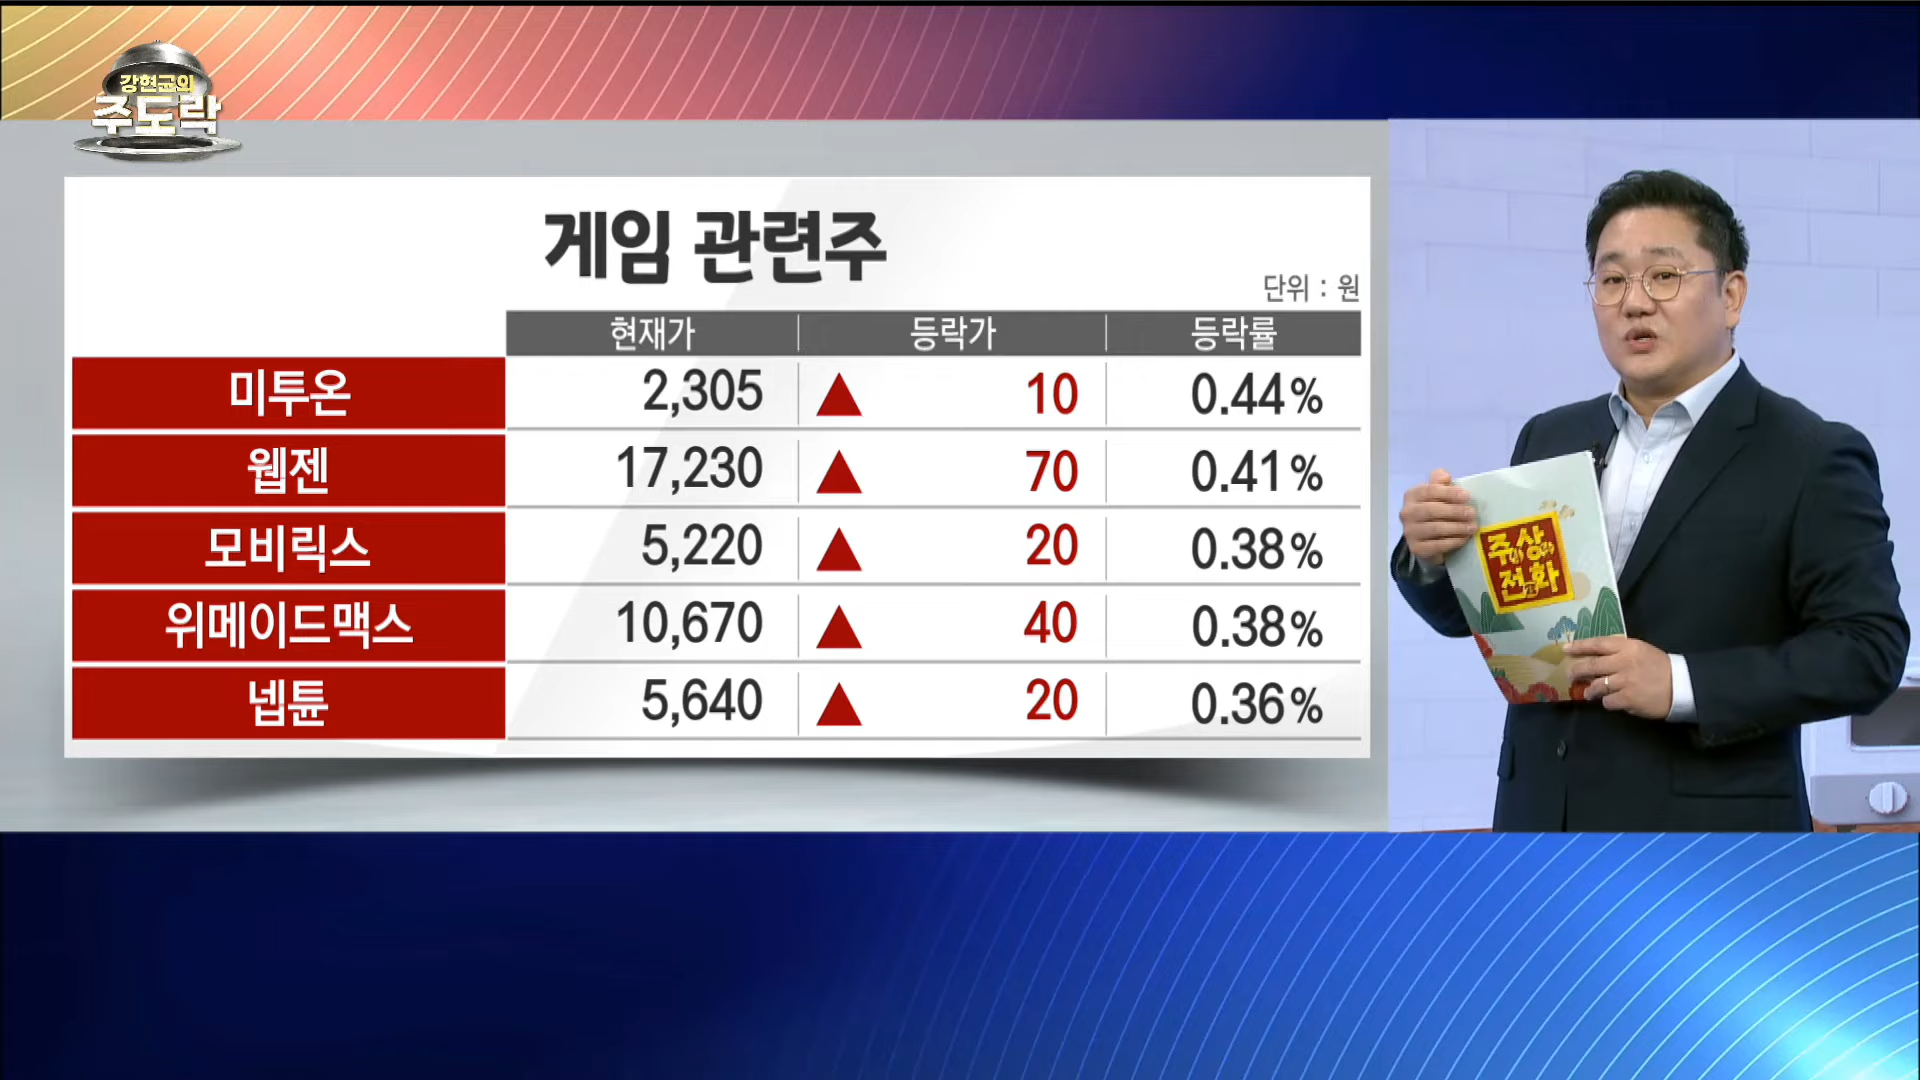 강현균의
주도락
게임 관련주
단위 : 원
현재가 등락가 등락률
미투온 2,305 ▲ 10 0.44%
웹젠 17,230 ▲ 70 0.41%
모비릭스 5,220 ▲ 20 0.38%
위메이드맥스 10,670 ▲ 40 0.38%
넵튠 5,640 ▲ 20 0.36%
주상
전화